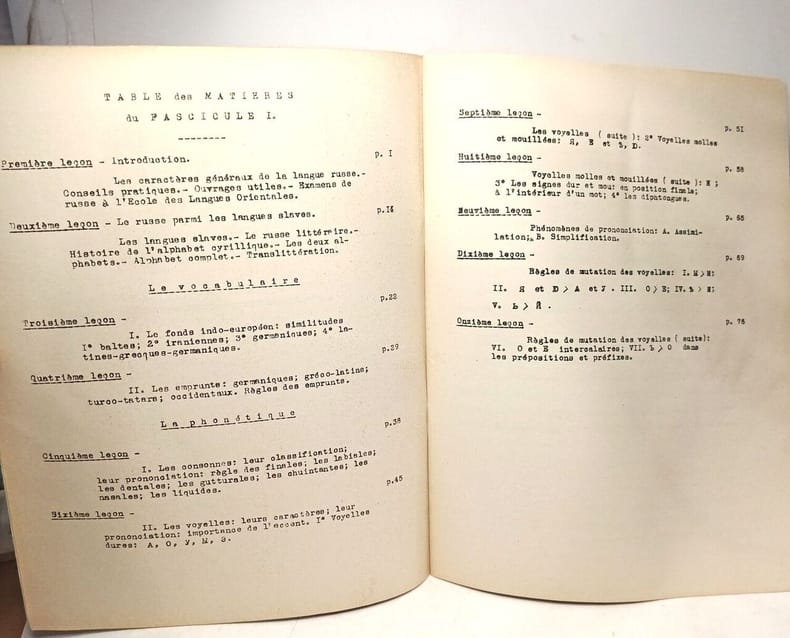 TABLE des MATIERES
du FASCICULE I.
--------
Première leçon - Introduction. p. I
Les caractères généraux de la langue russe.-
Conseils pratiques.- Ouvrages utiles.- Examens de
russe à l'Ecole des Langues Orientales.
Deuxième leçon - Le russe parmi les langues slaves. p.I4
Les langues slaves.- Le russe littéraire.-
Histoire de l'alphabet cyrillique.- Les deux al-
phabets.- Alphabet complet.- Translittération.
Le vocabulaire
Troisième leçon - p.22
I. Le fonds indo-européen: similitudes
I° baltes; 2° iraniennes; 3° germaniques; 4° la-
tines-grecques-germaniques.
Quatrième leçon - p.29
II. Les emprunts: germaniques; gréco-latins;
turco-tatars; occidentaux. Règles des emprunts.
La phonétique
Cinquième leçon - p.38
I. Les consonnes: leur classification;
leur prononciation: règle des finales; les labiales;
les dentales; les gutturales; les chuintantes; les
nasales; les liquides.
Sixième leçon - p.45
II. Les voyelles: leurs caractères; leur
prononciation: importance de l'accent. I° Voyelles
dures: А, О, У, Э.
Septième leçon - p. 5I
Les voyelles ( suite ): 2° Voyelles molles
et mouillées: Я, Е et Ѣ, Ю.
Huitième leçon - p. 58
Voyelles molles et mouillées ( suite ): И ;
3° Les signes dur et mou: en position finale;
à l'intérieur d'un mot; 4° les diphtongues.
Neuvième leçon - p. 65
Phénomènes de prononciation: A. Assimi-
lation; B. Simplification.
Dixième leçon - p. 69
Règles de mutation des voyelles: I.
II. Я et Ю > А et У . III. О > Е; IV.
V. Ь > Й .
Onzième leçon - p. 76
Règles de mutation des voyelles ( suite):
VI. О et Е intercalaires; VII. Ъ > О dans
les prépositions et préfixes.